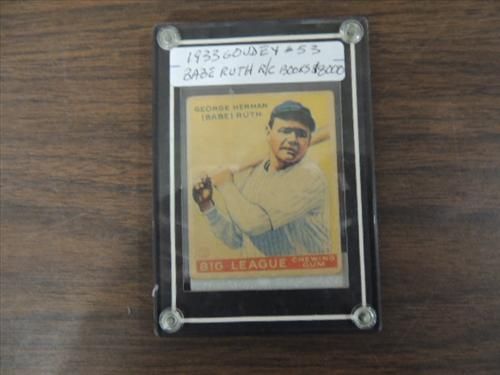 1933 GOUDEY #53
BABE RUTH R/C BOOKS $8000
GEORGE HERMAN
[BABE] RUTH
BIG LEAGUE CHEWING GUM